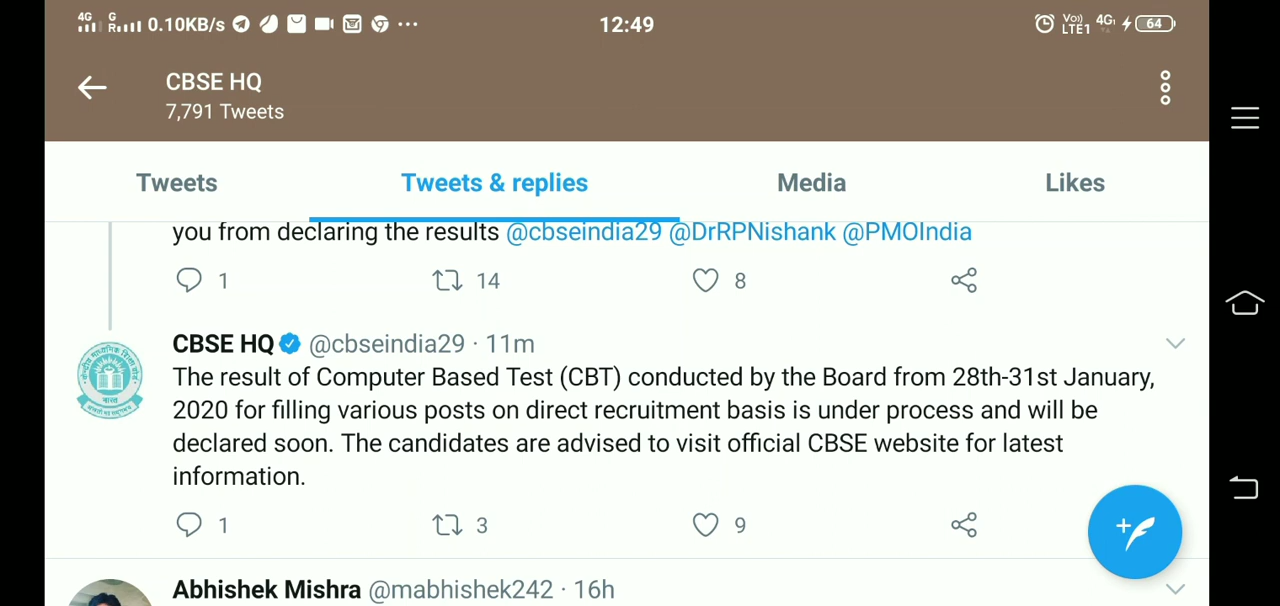 4G G R 0.10KB/s ... 12:49 Vo)) LTE1 4G 64
CBSE HQ
7,791 Tweets
Tweets Tweets & replies Media Likes
you from declaring the results @cbseindia29 @DrRPNishank @PMOIndia
1 14 8
CBSE HQ @cbseindia29 · 11m
The result of Computer Based Test (CBT) conducted by the Board from 28th-31st January,
2020 for filling various posts on direct recruitment basis is under process and will be
declared soon. The candidates are advised to visit official CBSE website for latest
information.
1 3 9
Abhishek Mishra @mabhishek242 · 16h